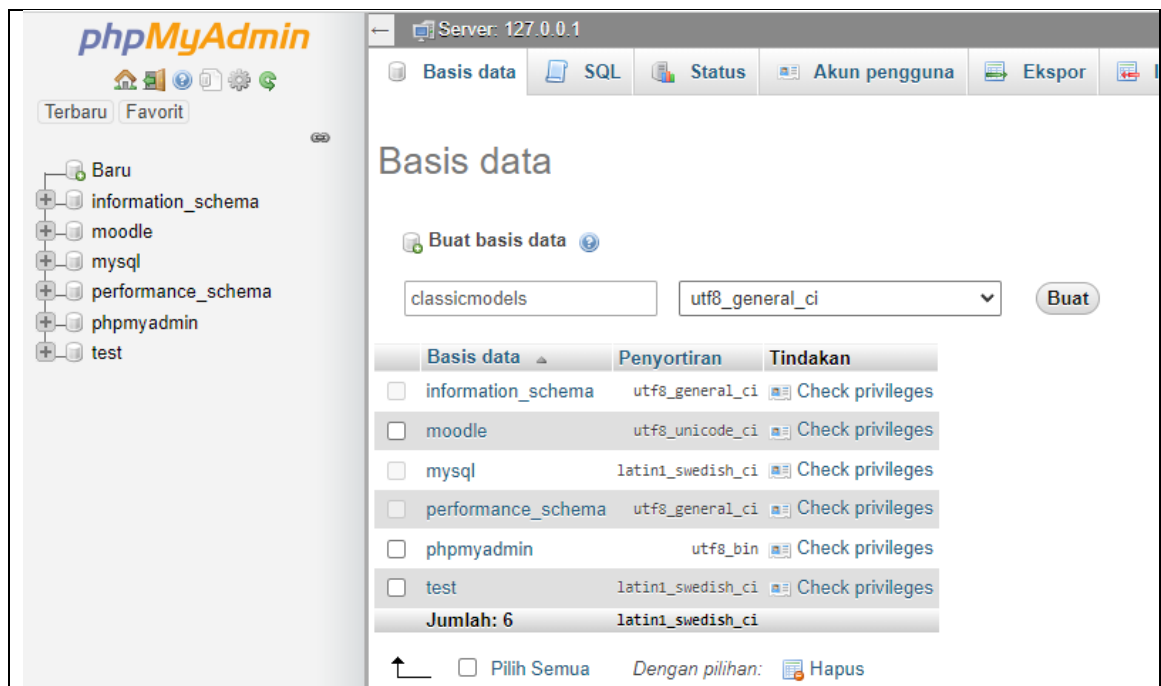 phpMyAdmin
Terbaru Favorit
Baru
information_schema
moodle
mysql
performance_schema
phpmyadmin
test
Server: 127.0.0.1
Basis data SQL Status Akun pengguna Ekspor
Basis data
Buat basis data
classicmodels utf8_general_ci Buat
Basis data Penyortiran Tindakan
information_schema utf8_general_ci Check privileges
moodle utf8_unicode_ci Check privileges
mysql latin1_swedish_ci Check privileges
performance_schema utf8_general_ci Check privileges
phpmyadmin utf8_bin Check privileges
test latin1_swedish_ci Check privileges
Jumlah: 6 latin1_swedish_ci
Pilih Semua Dengan pilihan: Hapus